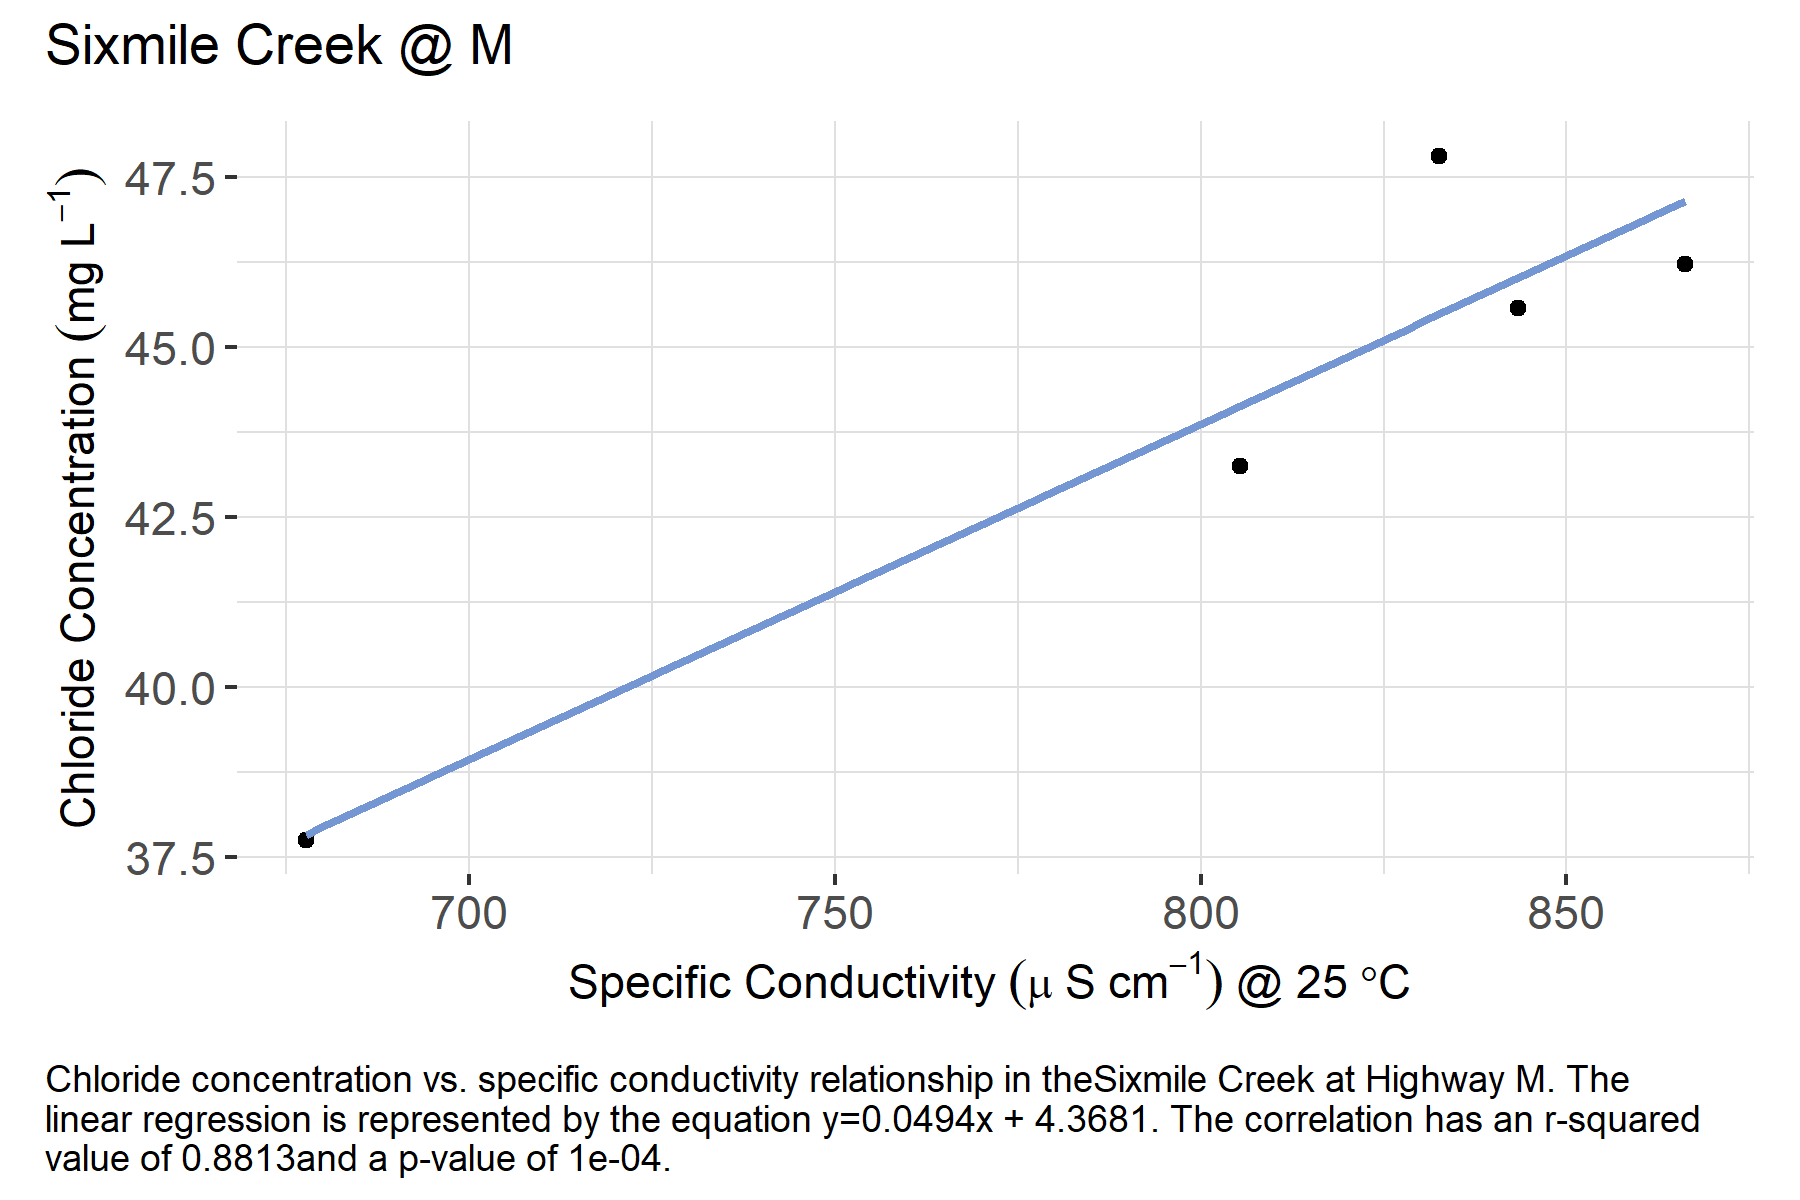 Sixmile Creek @ M
47.5
45.0
42.5
40.0
37.5
Chloride Concentration (mg L⁻¹)
700 750 800 850
Specific Conductivity (μ S cm⁻¹) @ 25 °C
Chloride concentration vs. specific conductivity relationship in theSixmile Creek at Highway M. The
linear regression is represented by the equation y=0.0494x + 4.3681. The correlation has an r-squared
value of 0.8813and a p-value of 1e-04.